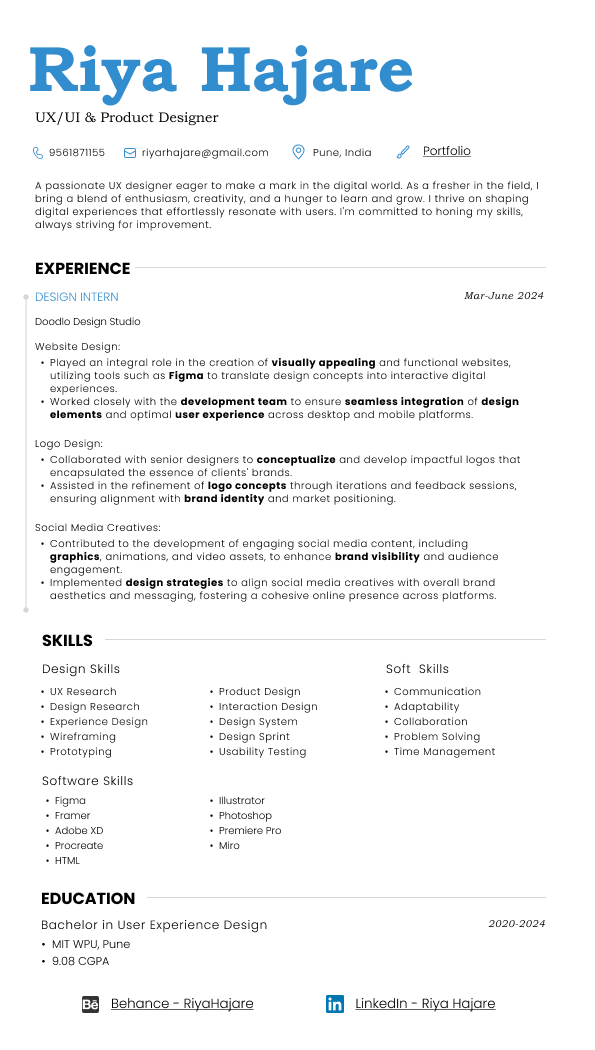 Riya Hajare
UX/UI & Product Designer
9561871155 riyarhajare@gmail.com Pune, India Portfolio
A passionate UX designer eager to make a mark in the digital world. As a fresher in the field, I
bring a blend of enthusiasm, creativity, and a hunger to learn and grow. I thrive on shaping
digital experiences that effortlessly resonate with users. I'm committed to honing my skills,
always striving for improvement.
EXPERIENCE
DESIGN INTERN Mar-June 2024
Doodlo Design Studio
Website Design:
• Played an integral role in the creation of visually appealing and functional websites,
utilizing tools such as Figma to translate design concepts into interactive digital
experiences.
• Worked closely with the development team to ensure seamless integration of design
elements and optimal user experience across desktop and mobile platforms.
Logo Design:
• Collaborated with senior designers to conceptualize and develop impactful logos that
encapsulated the essence of clients' brands.
• Assisted in the refinement of logo concepts through iterations and feedback sessions,
ensuring alignment with brand identity and market positioning.
Social Media Creatives:
• Contributed to the development of engaging social media content, including
graphics, animations, and video assets, to enhance brand visibility and audience
engagement.
• Implemented design strategies to align social media creatives with overall brand
aesthetics and messaging, fostering a cohesive online presence across platforms.
SKILLS
Design Skills
• UX Research
• Design Research
• Experience Design
• Wireframing
• Prototyping
• Product Design
• Interaction Design
• Design System
• Design Sprint
• Usability Testing
Soft Skills
• Communication
• Adaptability
• Collaboration
• Problem Solving
• Time Management
Software Skills
• Figma
• Framer
• Adobe XD
• Procreate
• HTML
• Illustrator
• Photoshop
• Premiere Pro
• Miro
EDUCATION
Bachelor in User Experience Design 2020-2024
• MIT WPU, Pune
• 9.08 CGPA
Bē Behance - RiyaHajare in LinkedIn - Riya Hajare